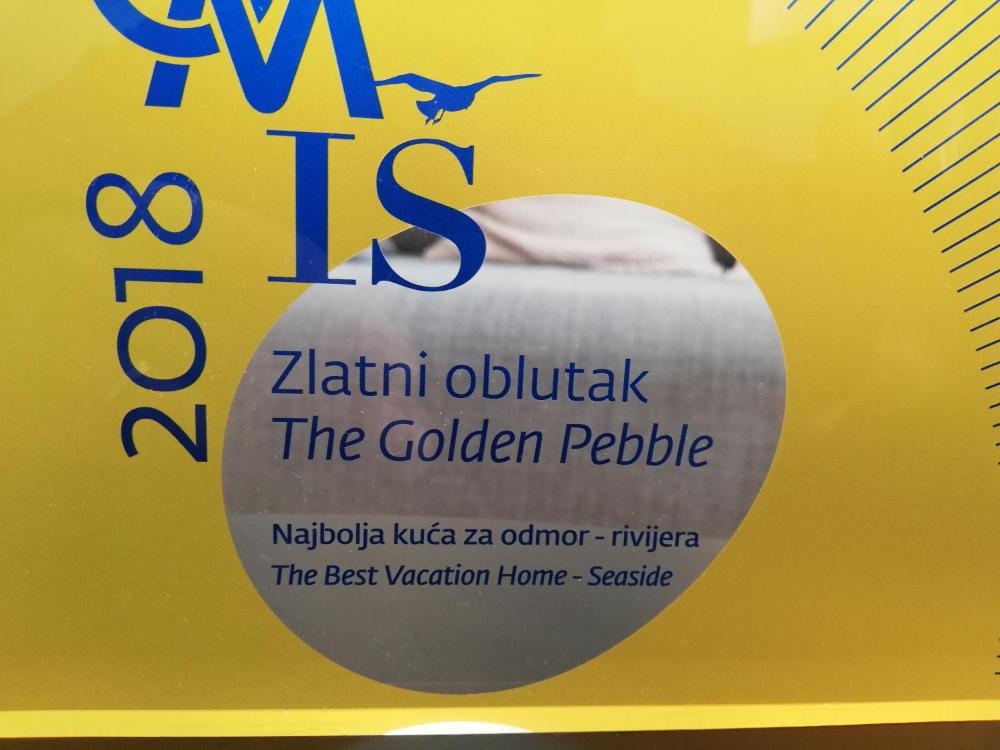 IŠ
2018
Zlatni oblutak
The Golden Pebble
Najbolja kuća za odmor - rivijera
The Best Vacation Home - Seaside